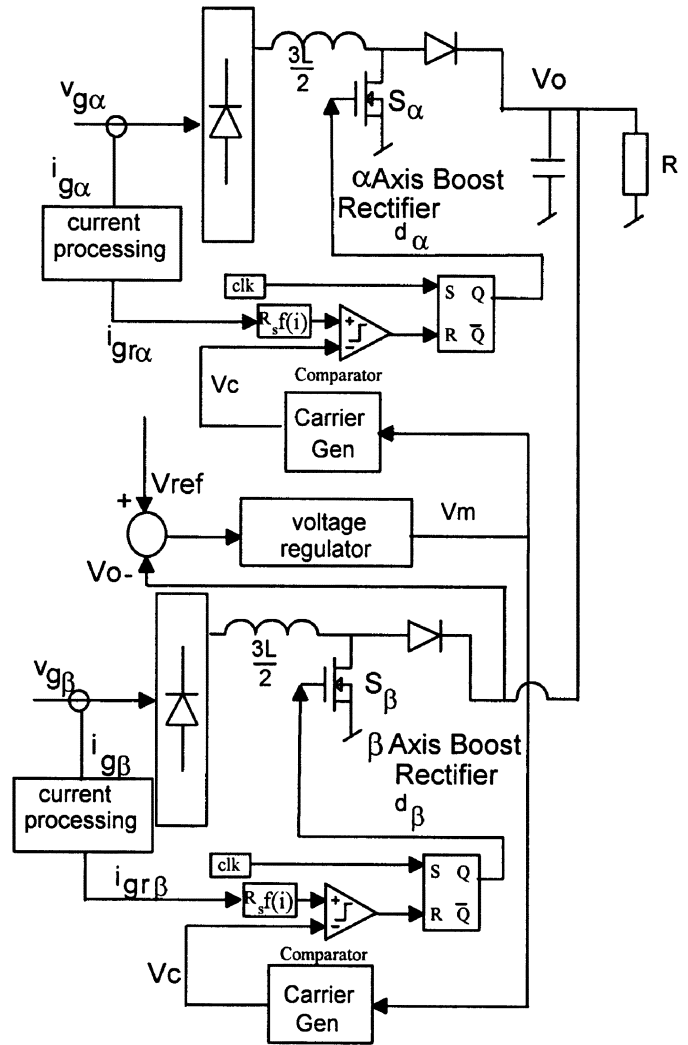 3L
2
Vo
vgα
Sα
R
igα
αAxis Boost
Rectifier
dα
current
processing
clk
S Q
Rsf(i)
+
-
R Q̅
igrα
Comparator
Vc
Carrier
Gen
Vref
+
voltage
regulator
Vm
Vo-
3L
2
vgβ
Sβ
igβ
β Axis Boost
Rectifier
dβ
current
processing
clk
S Q
igrβ
Rsf(i)
+
-
R Q̅
Comparator
Vc
Carrier
Gen